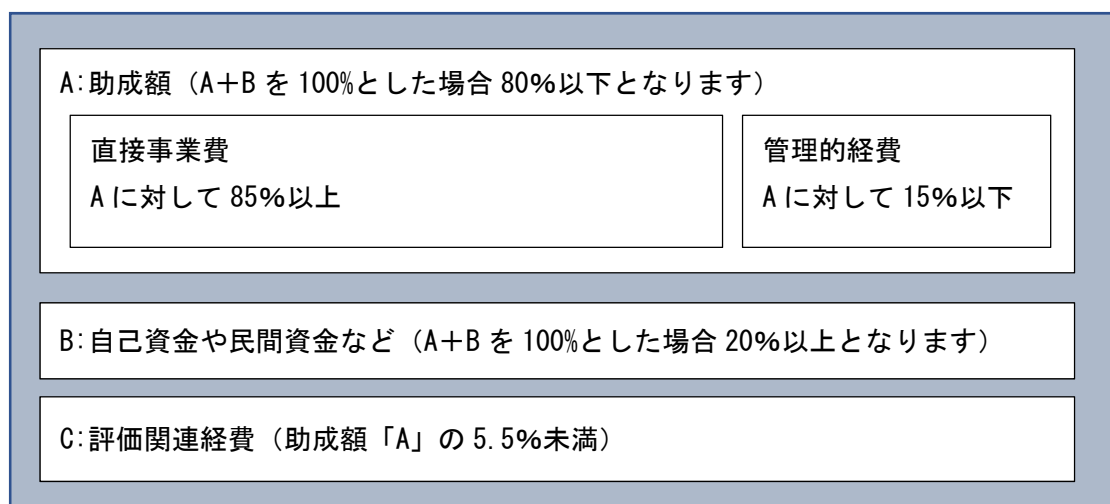 A:助成額（A＋Bを100%とした場合80％以下となります）
直接事業費
Aに対して85％以上
管理的経費
Aに対して15％以下
B:自己資金や民間資金など（A＋Bを100%とした場合20％以上となります）
C:評価関連経費（助成額「A」の5.5％未満）